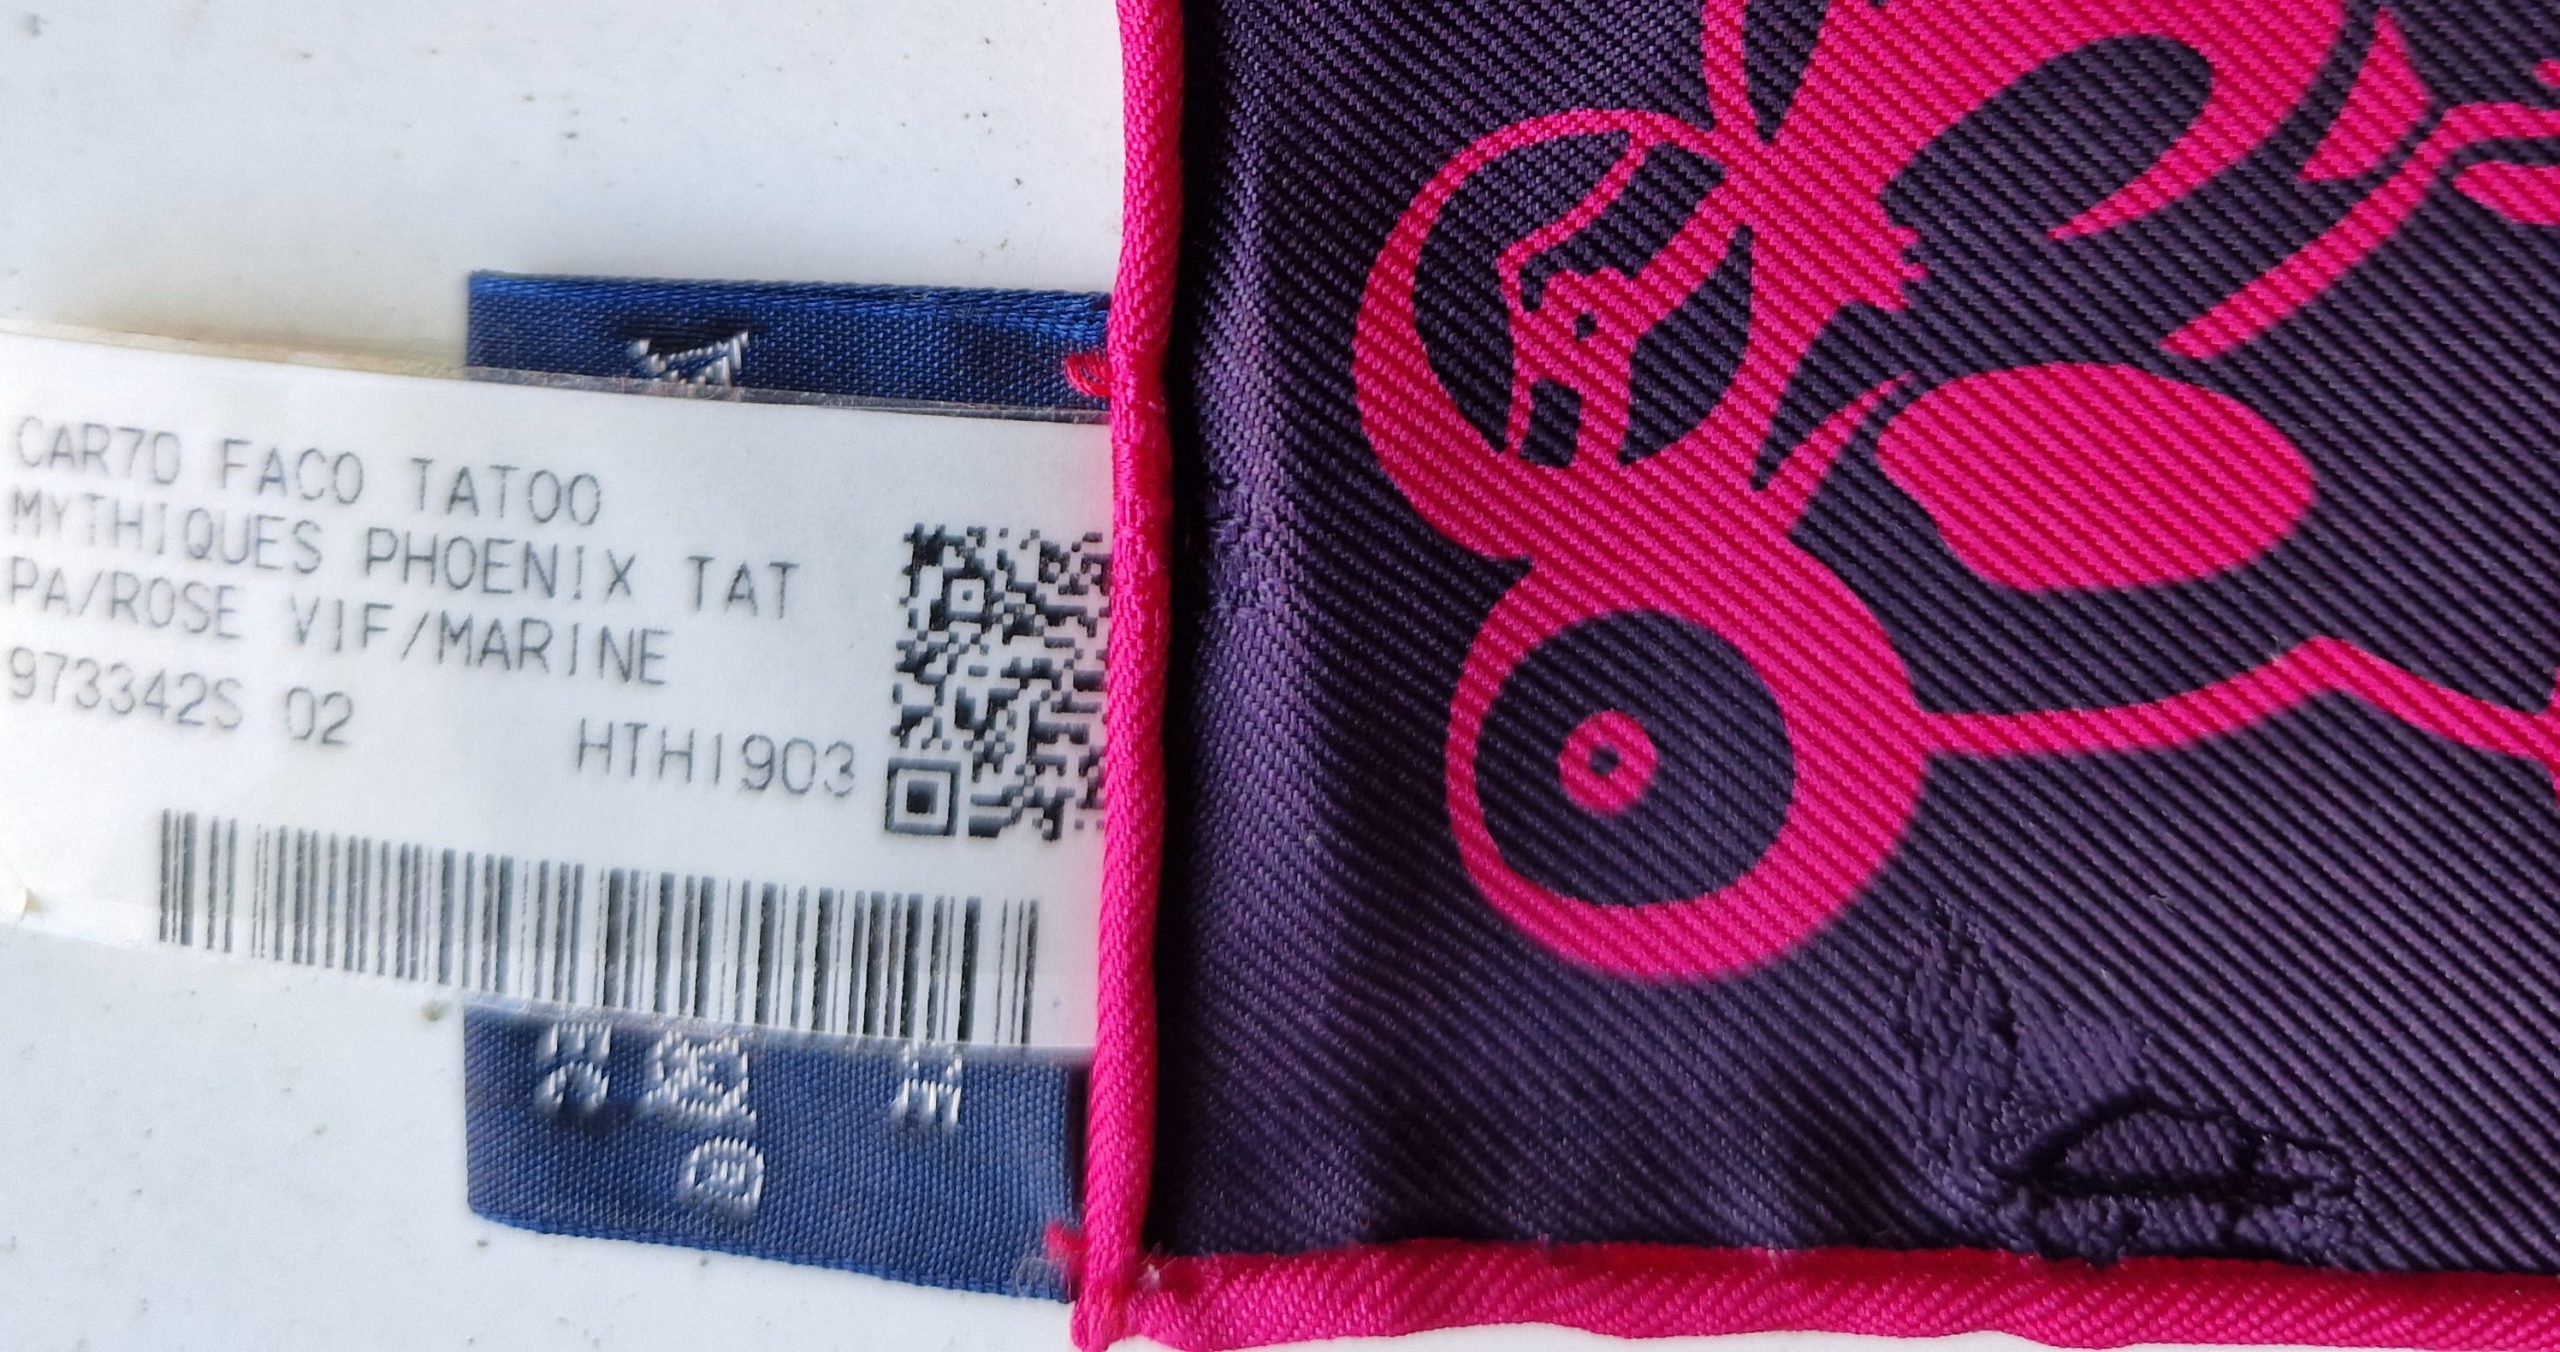 CAR70 FACO TATOO
MYTHIQUES PHOENIX TAT
PA/ROSE VIF/MARINE
973342S 02
HTH1903